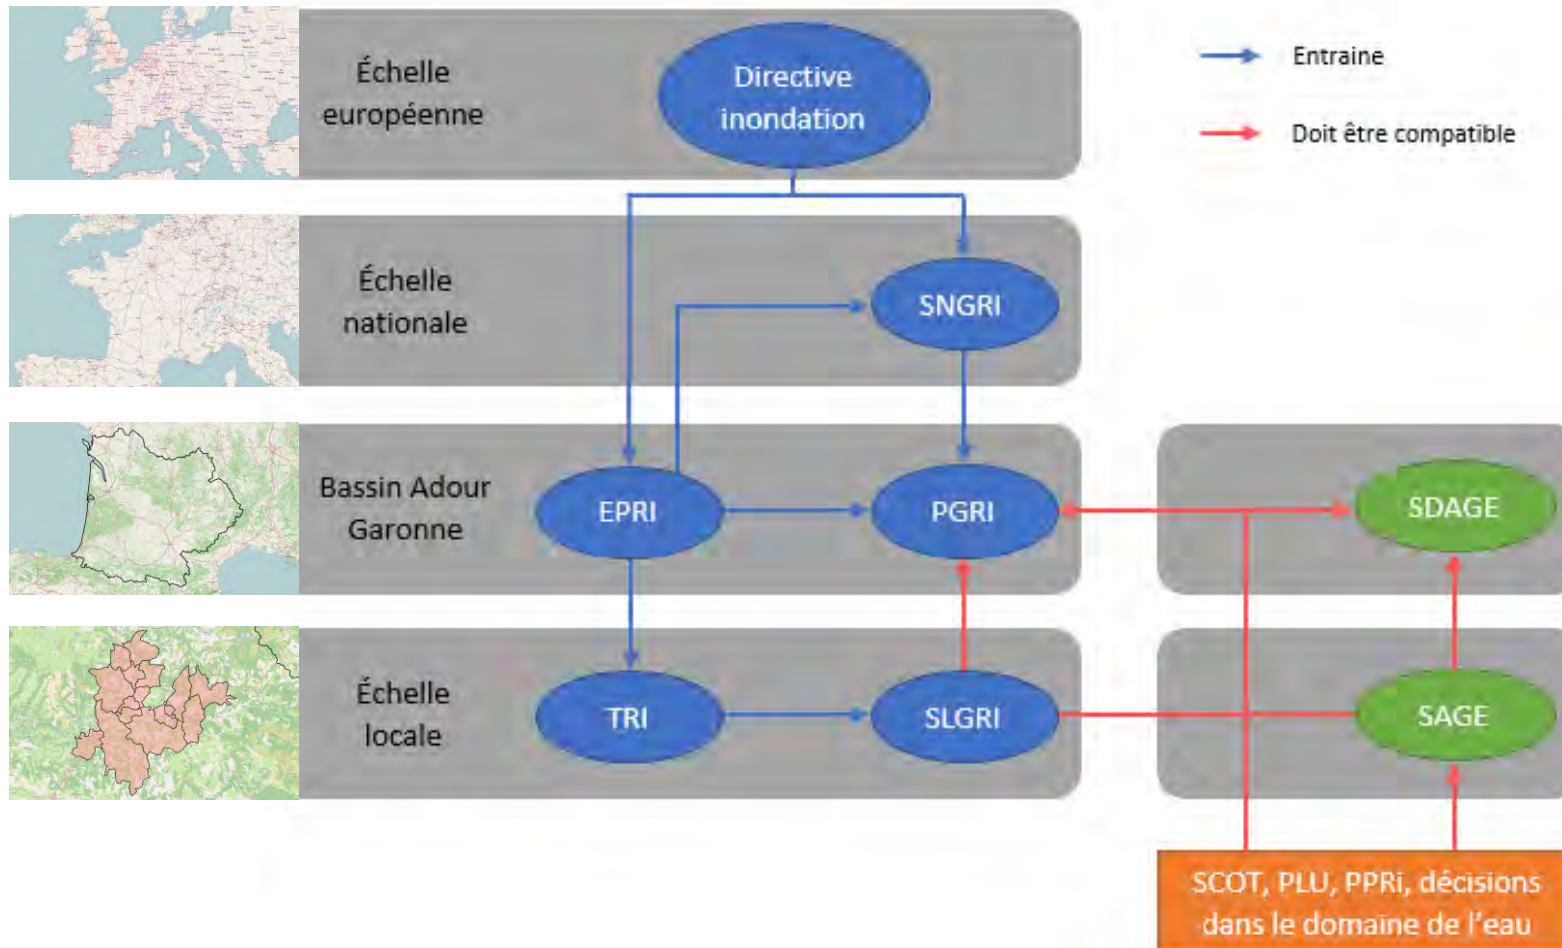 Échelle
européenne
Directive
inondation
Entraine
Doit être compatible
Échelle
nationale
SNGRI
Bassin Adour
Garonne
EPRI
PGRI
SDAGE
Échelle
locale
TRI
SLGRI
SAGE
SCOT, PLU, PPRi, décisions
dans le domaine de l'eau